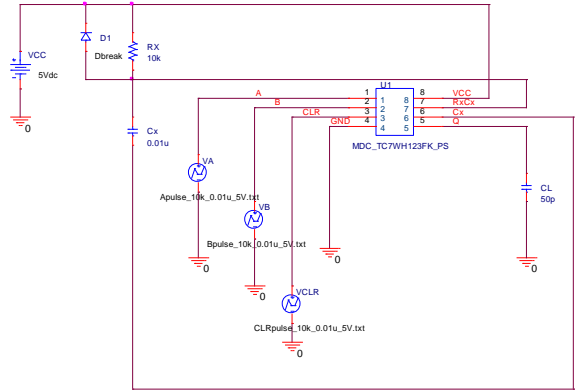 D1
RX
VCC
Dbreak
10k
5Vdc
U1
A
1
8
VCC
1
8
B
2
7
RxCx
2
7
CLR
3
6
Cx
3
6
GND
4
5
Q
4
5
0
Cx
0.01u
MDC_TC7WH123FK_PS
VA
CL
50p
Apulse_10k_0.01u_5V.txt
VB
Bpulse_10k_0.01u_5V.txt
0
0
0
0
VCLR
CLRpulse_10k_0.01u_5V.txt
0